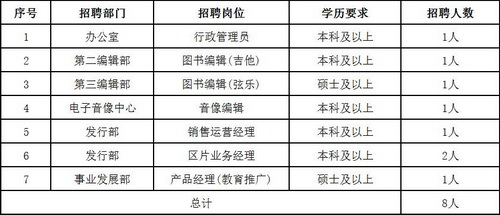 序号 招聘部门 招聘岗位 学历要求 招聘人数
1 办公室 行政管理员 本科及以上 1人
2 第二编辑部 图书编辑(吉他) 本科及以上 1人
3 第三编辑部 图书编辑(弦乐) 硕士及以上 1人
4 电子音像中心 音像编辑 本科及以上 1人
5 发行部 销售运营经理 本科及以上 1人
6 发行部 区片业务经理 本科及以上 2人
7 事业发展部 产品经理(教育推广) 硕士及以上 1人
总计 8人